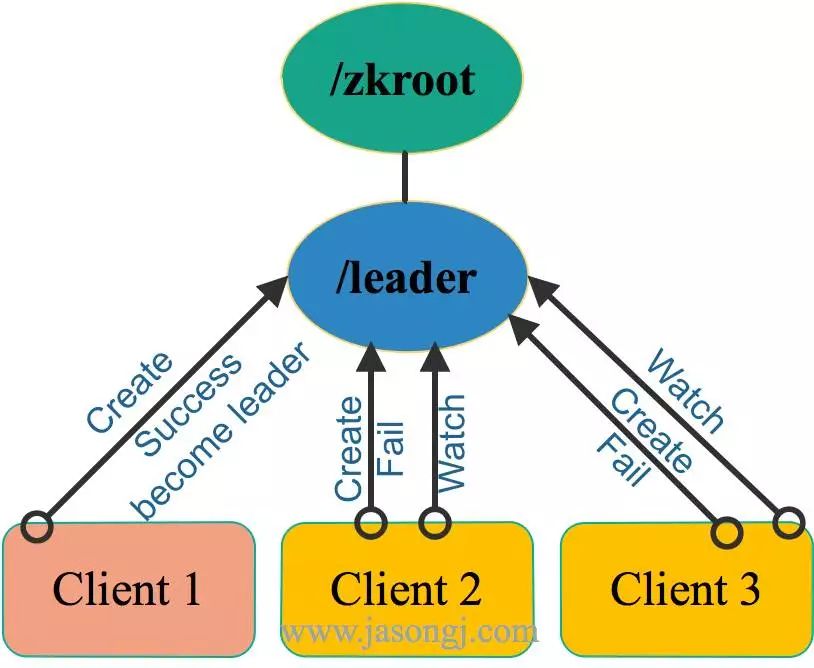 /zkroot
/leader
Create
Success
become leader
Create
Fail
Watch
Watch
Create
Fail
Client 1
Client 2
Client 3
www.jasongj.com